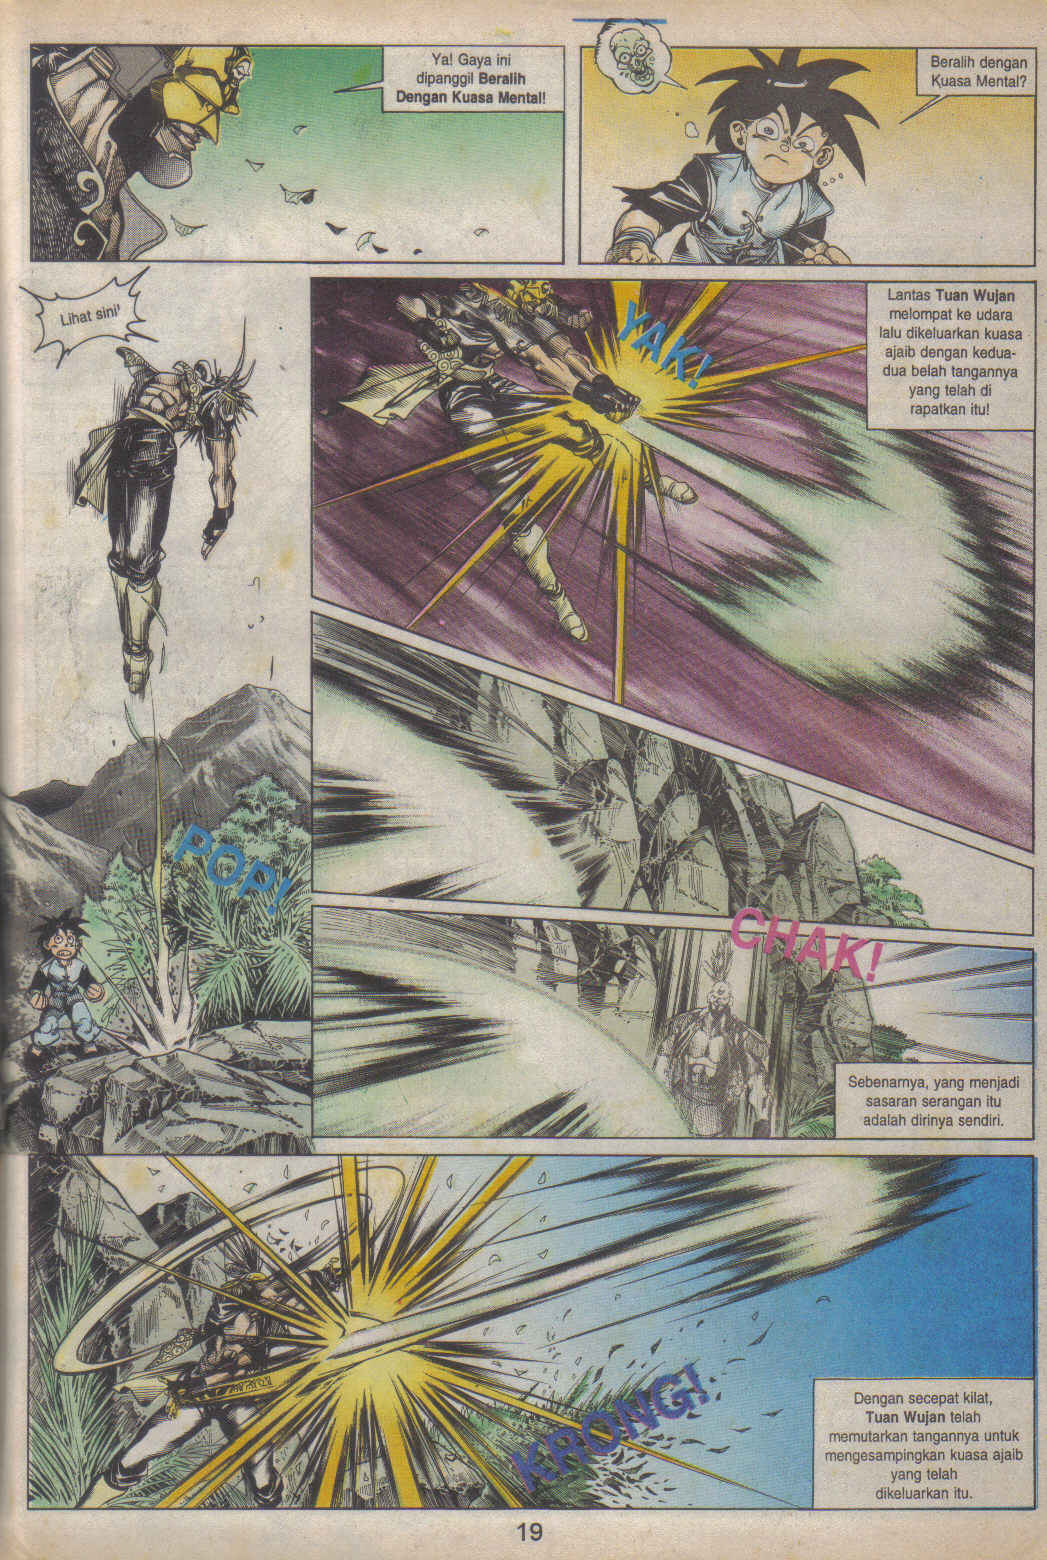 Ya! Gaya ini
dipanggil Beralih
Dengan Kuasa Mental!
Beralih dengan
Kuasa Mental?
Lihat sini!
Lantas Tuan Wujan
melompat ke udara
lalu dikeluarkan kuasa
ajaib dengan kedua-
dua belah tangannya
yang telah di
rapatkan itu!
YAK!
POP!
CHAK!
Sebenarnya, yang menjadi
sasaran serangan itu
adalah dirinya sendiri.
KRONG!
Dengan secepat kilat,
Tuan Wujan telah
memutarkan tangannya untuk
mengesampingkan kuasa ajaib
yang telah
dikeluarkan itu.
19